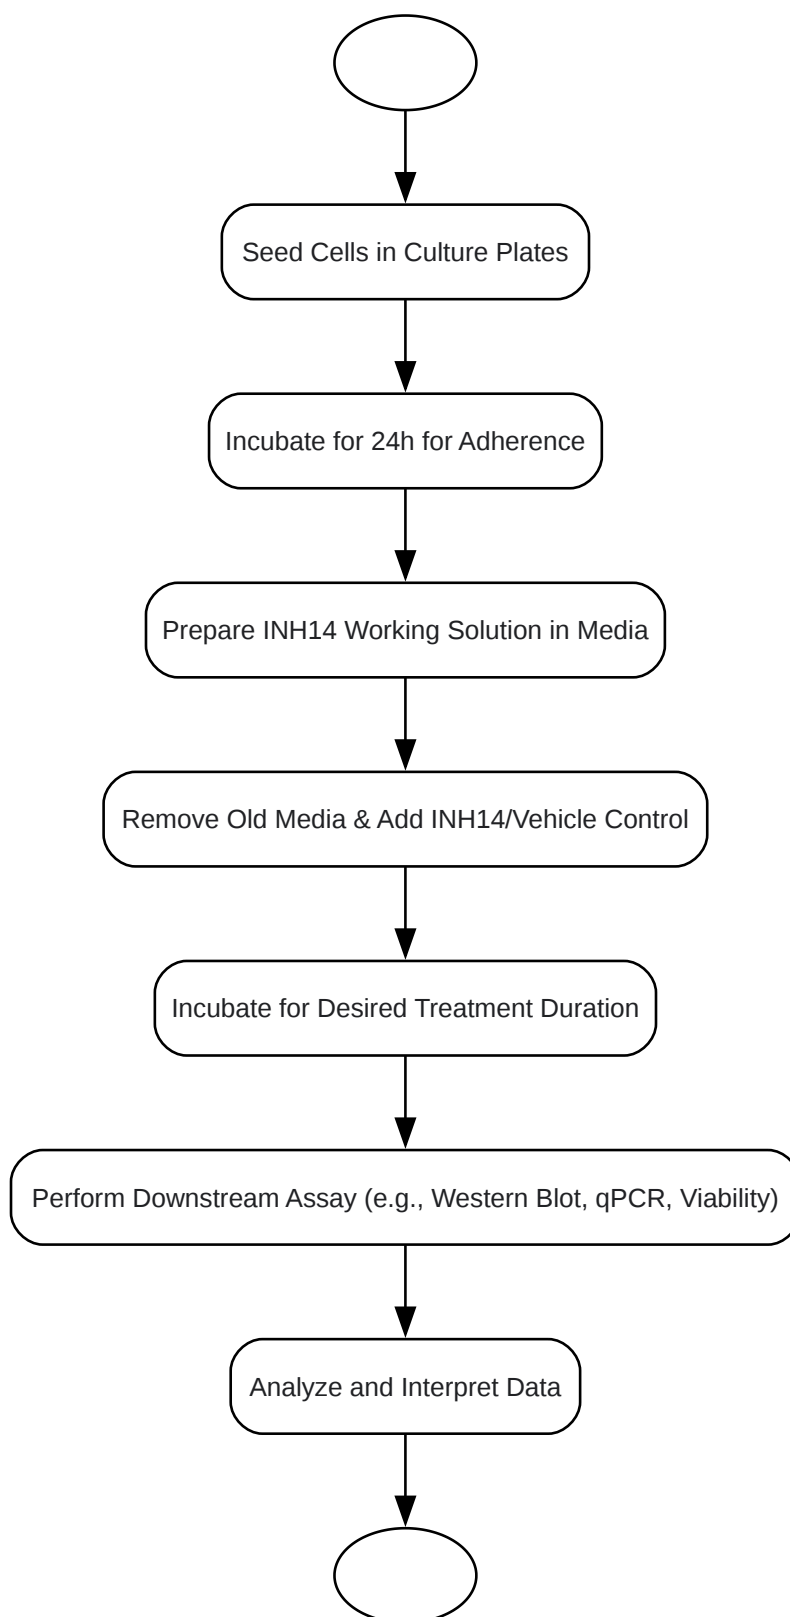 Seed Cells in Culture Plates
Incubate for 24h for Adherence
Prepare INH14 Working Solution in Media
Remove Old Media & Add INH14/Vehicle Control
Incubate for Desired Treatment Duration
Perform Downstream Assay (e.g., Western Blot, qPCR, Viability)
Analyze and Interpret Data